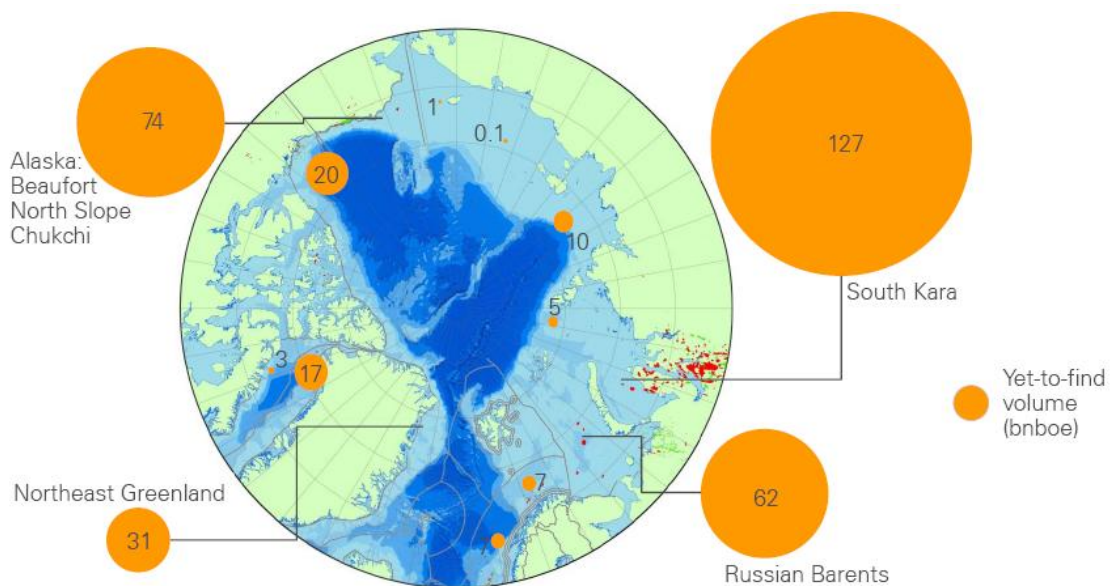 74
Alaska:
Beaufort
North Slope
Chukchi
1
0.1
20
10
127
South Kara
5
3
17
Yet-to-find
volume
(bnboe)
Northeast Greenland
31
7
62
Russian Barents